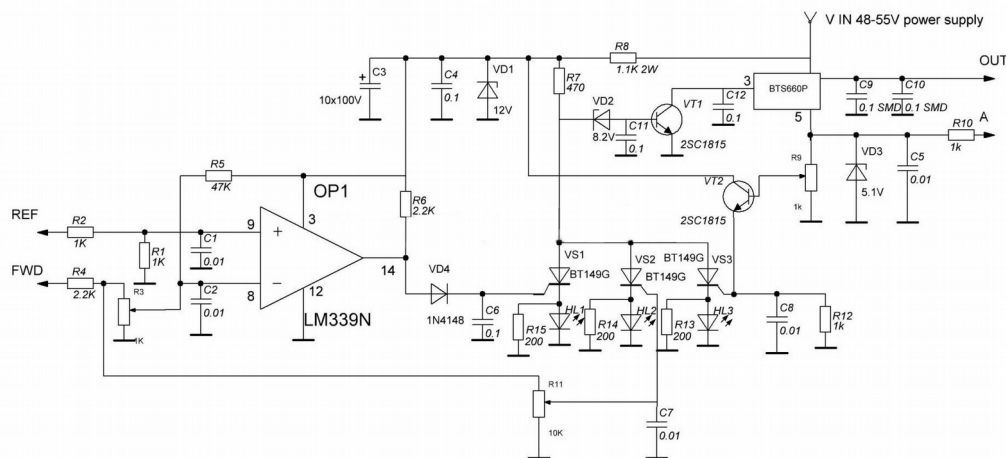 V IN 48-55V power supply
R8
1.1K 2W
OUT
C3
+
10x100V
C4
0.1
VD1
12V
R7
470
VD2
8.2V
C11
0.1
VT1
2SC1815
C12
0.1
3
BTS660P
5
C9
0.1 SMD
C10
0.1 SMD
R10
1k
A
R9
1k
VD3
5.1V
C5
0.01
VT2
2SC1815
R5
47K
OP1
R6
2.2K
3
REF
R2
1K
R1
1K
C1
0.01
9
+
14
FWD
R4
2.2K
R3
1K
C2
0.01
8
−
12
LM339N
VD4
1N4148
C6
0.1
VS1
BT149G
VS2
BT149G
VS3
R15
200
HL1
R14
200
HL2
R13
200
HL3
C8
0.01
R12
1k
R11
10K
C7
0.01